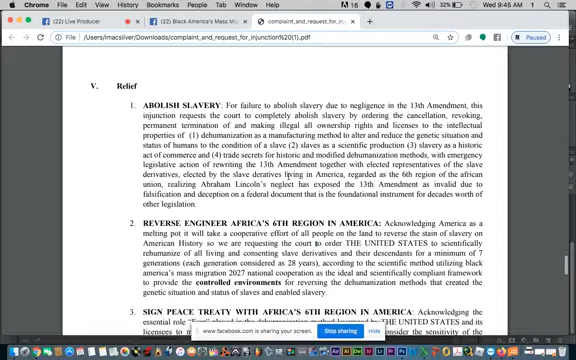 Chrome File Edit View History Bookmarks People Tab Window Help
16
32%
Wed 9:45 AM
(22) Live Producer
(22) Black America's Mass Mig
complaint_and_request_for_inj
/Users/imacsilver/Downloads/complaint_and_request_for_injunction%20(1).pdf
Paused
V. Relief
1. ABOLISH SLAVERY: For failure to abolish slavery due to negligence in the 13th Amendment, this
injunction requests the court to completely abolish slavery by ordering the cancellation, revoking,
permanent termination of and making illegal all ownership rights and licenses to the intellectual
properties of (1) dehumanization as a manufacturing method to alter and reduce the genetic situation and
status of humans to the condition of a slave (2) slaves as a scientific production (3) slavery as a historic
act of commerce and (4) trade secrets for historic and modified dehumanization methods, with emergency
legislative action of rewriting the 13th Amendment together with elected representatives of the slave
derivatives, elected by the slave deratives living in America, regarded as the 6th region of the african
union, realizing Abraham Lincoln's neglect has exposed the 13th Amendment as invalid due to
falsification and deception on a federal document that is the foundational instrument for decades worth of
other legislation.
2. REVERSE ENGINEER AFRICA'S 6TH REGION IN AMERICA: Acknowledging America as a
melting pot it will take a cooperative effort of all people on the land to reverse the stain of slavery on
American History so we are requesting the court to order THE UNITED STATES to scientifically
rehumanize of all living and consenting slave derivatives and their descendants for a minimum of 7
generations (each generation considered as 28 years), according to the scientific method utilizing black
america's mass migration 2027 national cooperation as the ideal and scientifically compliant framework
to provide the controlled environments for reversing the dehumanization methods that created the
genetic situation and status of slaves and enabled slavery.
3. SIGN PEACE TREATY WITH AFRICA'S 6TH REGION IN AMERICA: Acknowledging the
essential role
THE UNITED STATES and its
licensees to
consider the sensitivity of the
www.facebook.com is sharing your screen.
Stop sharing
Hide